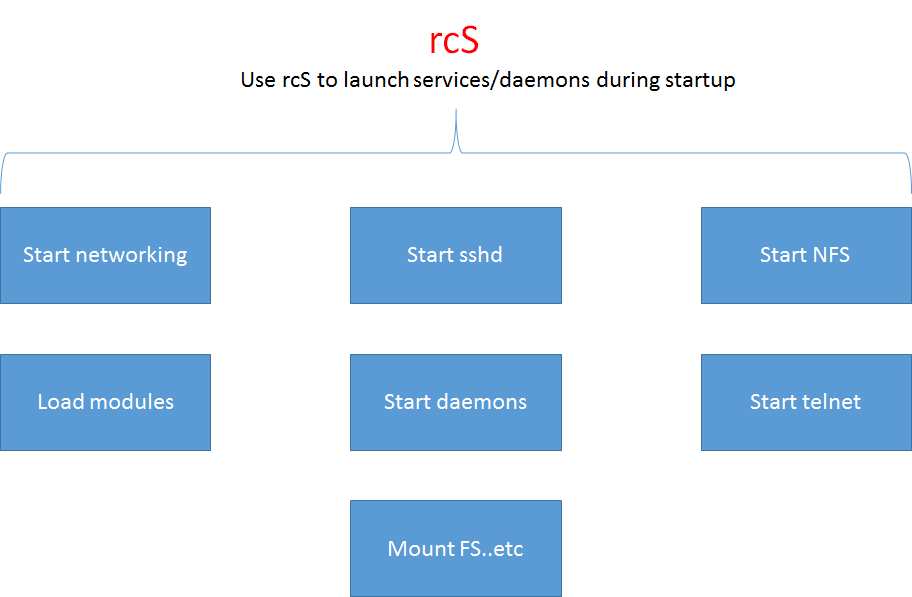 rcS
Use rcS to launch services/daemons during startup
Start networking
Start sshd
Start NFS
Load modules
Start daemons
Start telnet
Mount FS..etc